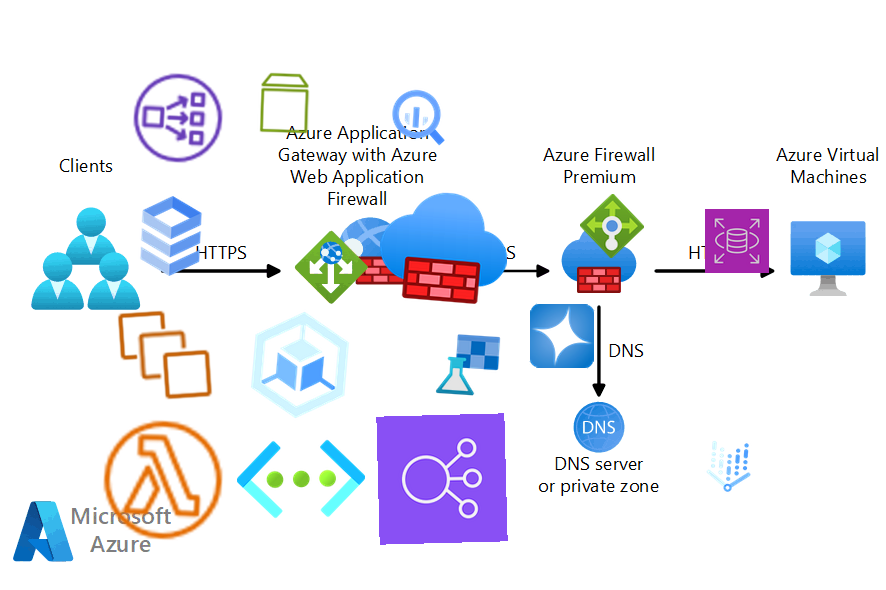 Clients
Azure Application
Gateway with Azure
Web Application
Firewall
Azure Firewall
Premium
Azure Virtual
Machines
HTTPS
DNS
DNS
DNS server
or private zone
Microsoft
Azure